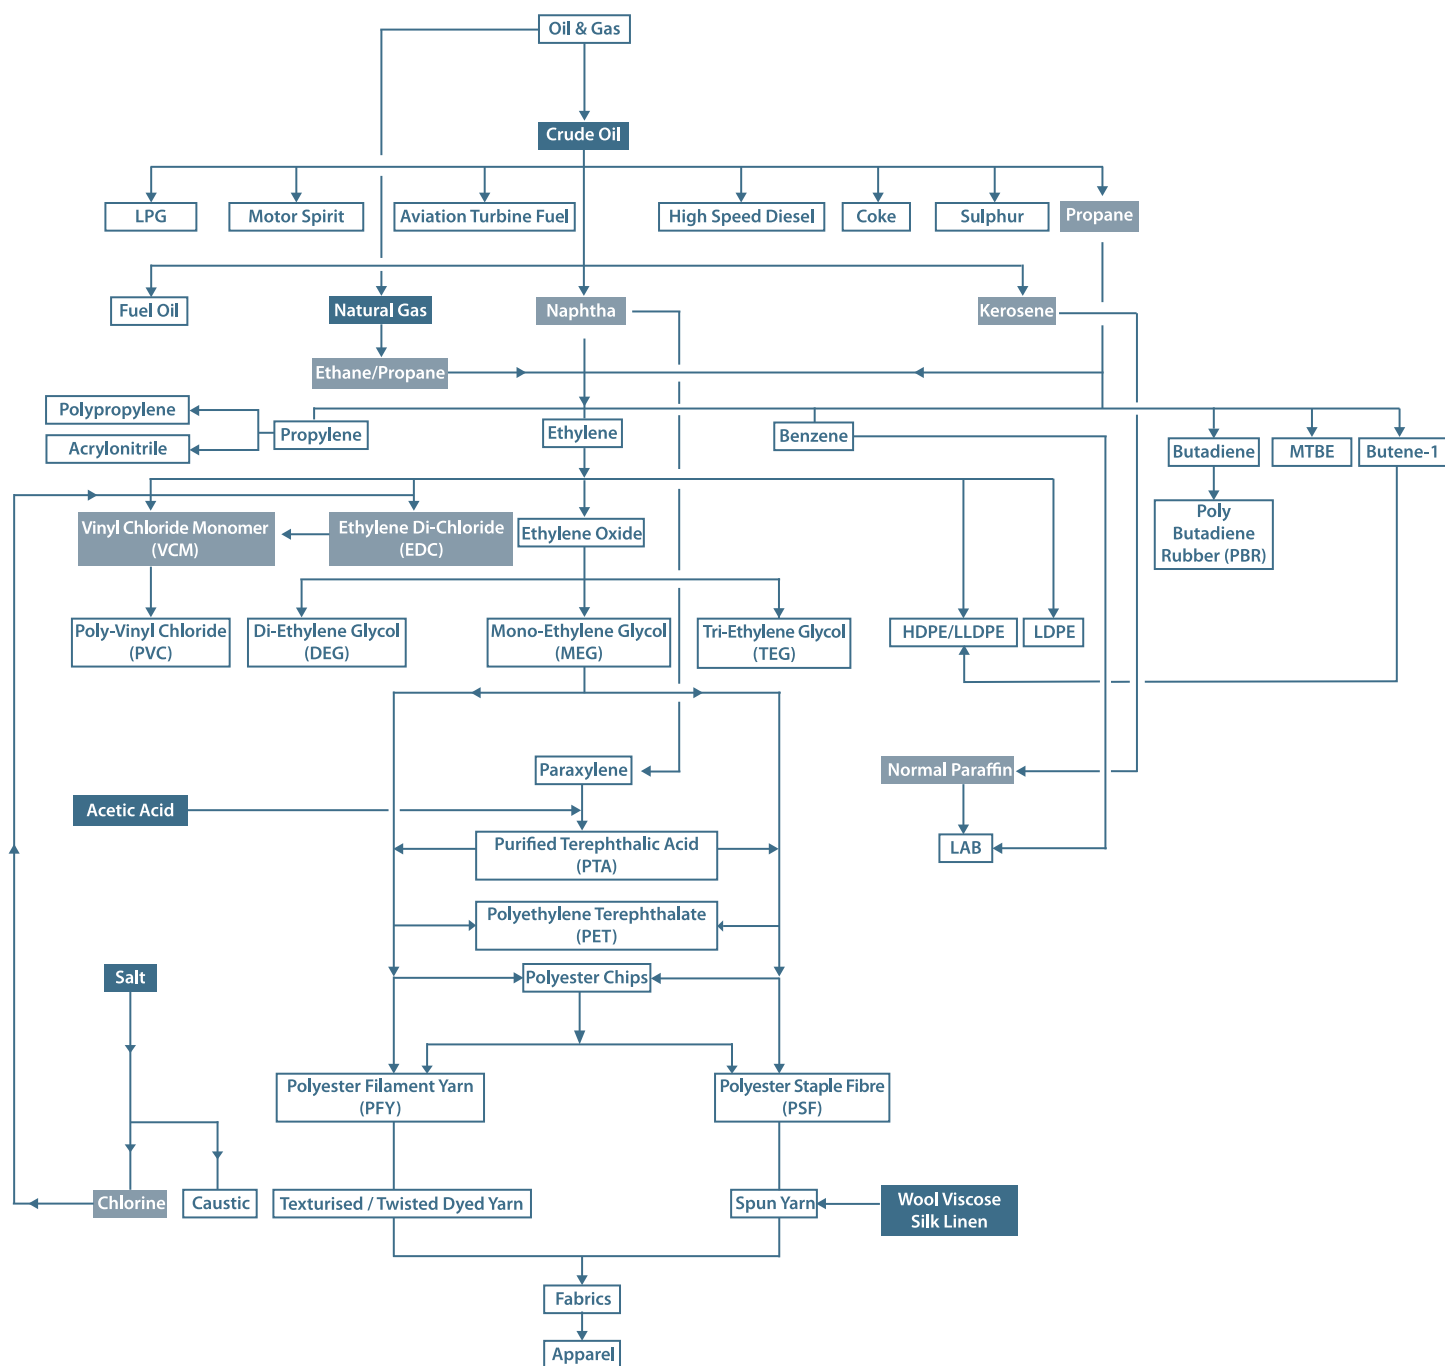 Oil & Gas
Crude Oil
LPG
Motor Spirit
Aviation Turbine Fuel
High Speed Diesel
Coke
Sulphur
Propane
Fuel Oil
Natural Gas
Naphtha
Kerosene
Ethane/Propane
Polypropylene
Acrylonitrile
Propylene
Ethylene
Benzene
Butadiene
MTBE
Butene-1
Vinyl Chloride Monomer
(VCM)
Ethylene Di-Chloride
(EDC)
Ethylene Oxide
Poly
Butadiene
Rubber (PBR)
Poly-Vinyl Chloride
(PVC)
Di-Ethylene Glycol
(DEG)
Mono-Ethylene Glycol
(MEG)
Tri-Ethylene Glycol
(TEG)
HDPE/LLDPE
LDPE
Paraxylene
Normal Paraffin
Acetic Acid
Purified Terephthalic Acid
(PTA)
LAB
Polyethylene Terephthalate
(PET)
Salt
Polyester Chips
Polyester Filament Yarn
(PFY)
Polyester Staple Fibre
(PSF)
Chlorine
Caustic
Texturised / Twisted Dyed Yarn
Spun Yarn
Wool Viscose
Silk Linen
Fabrics
Apparel